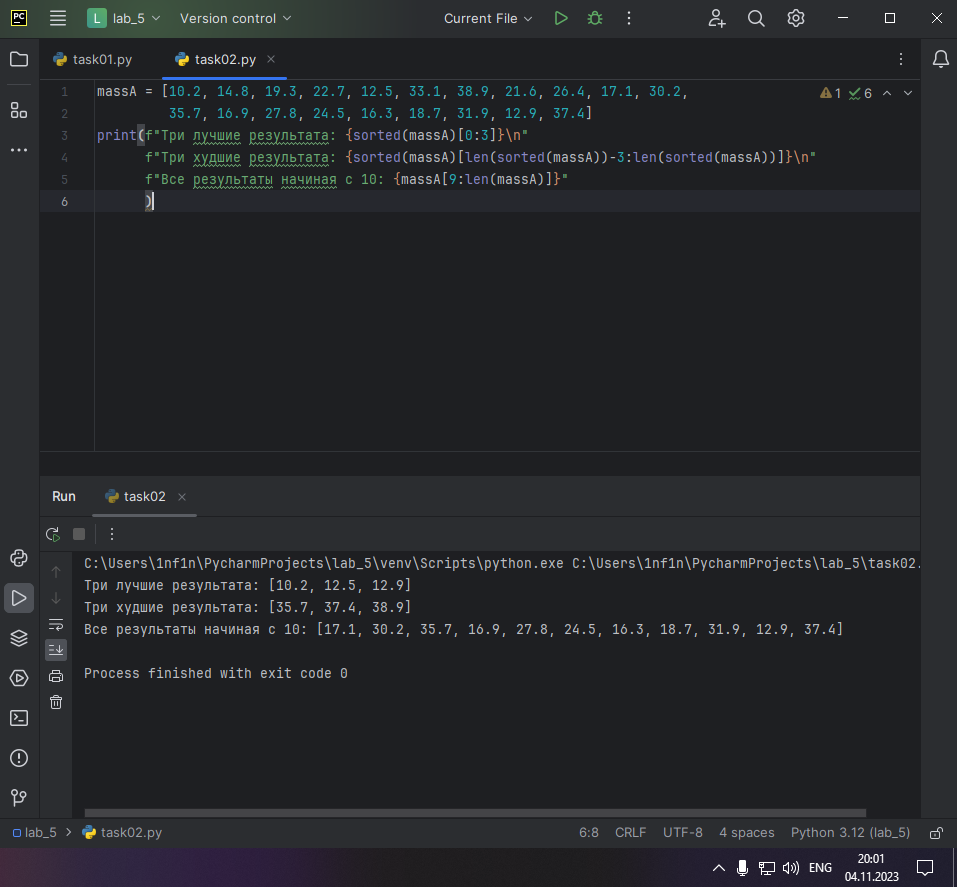 PC
L lab_5 Version control Current File
task01.py task02.py
1 massA = [10.2, 14.8, 19.3, 22.7, 12.5, 33.1, 38.9, 21.6, 26.4, 17.1, 30.2, 1 6
2 35.7, 16.9, 27.8, 24.5, 16.3, 18.7, 31.9, 12.9, 37.4]
3 print(f"Три лучшие результата: {sorted(massA)[0:3]}\n"
4 f"Три худшие результата: {sorted(massA)[len(sorted(massA))-3:len(sorted(massA))]}\n"
5 f"Все результаты начиная с 10: {massA[9:len(massA)]}"
6 )
Run task02
C:\Users\1nf1n\PycharmProjects\lab_5\venv\Scripts\python.exe C:\Users\1nf1n\PycharmProjects\lab_5\task02.
Три лучшие результата: [10.2, 12.5, 12.9]
Три худшие результата: [35.7, 37.4, 38.9]
Все результаты начиная с 10: [17.1, 30.2, 35.7, 16.9, 27.8, 24.5, 16.3, 18.7, 31.9, 12.9, 37.4]
Process finished with exit code 0
lab_5 > task02.py 6:8 CRLF UTF-8 4 spaces Python 3.12 (lab_5)
ENG 20:01
04.11.2023